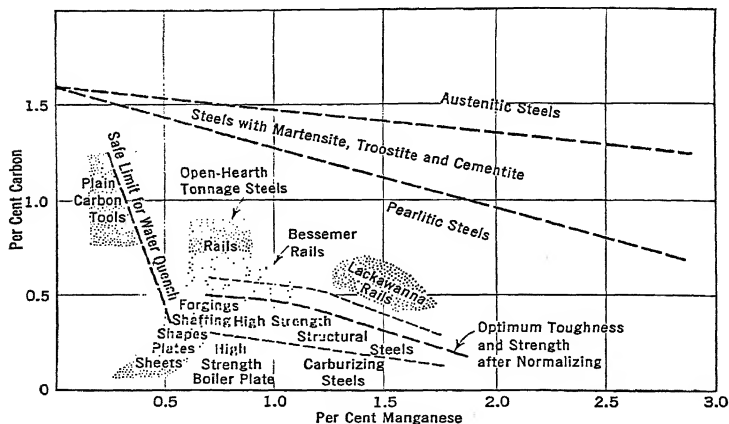 Per Cent Carbon
1.5
1.0
0.5
0
Austenitic Steels
Steels with Martensite, Troostite and Cementite
Pearlitic Steels
Safe Limit for Water Quench
Plain
Carbon
Tools
Open-Hearth
Tonnage Steels
Rails
Bessemer
Rails
Lackawanna
Rails
Forgings
Shafting
Shapes
Plates
Sheets
High Strength
Structural
Steels
High
Strength
Boiler Plate
Carburizing
Steels
Optimum Toughness
and Strength
after Normalizing
0.5
1.0
1.5
2.0
2.5
3.0
Per Cent Manganese